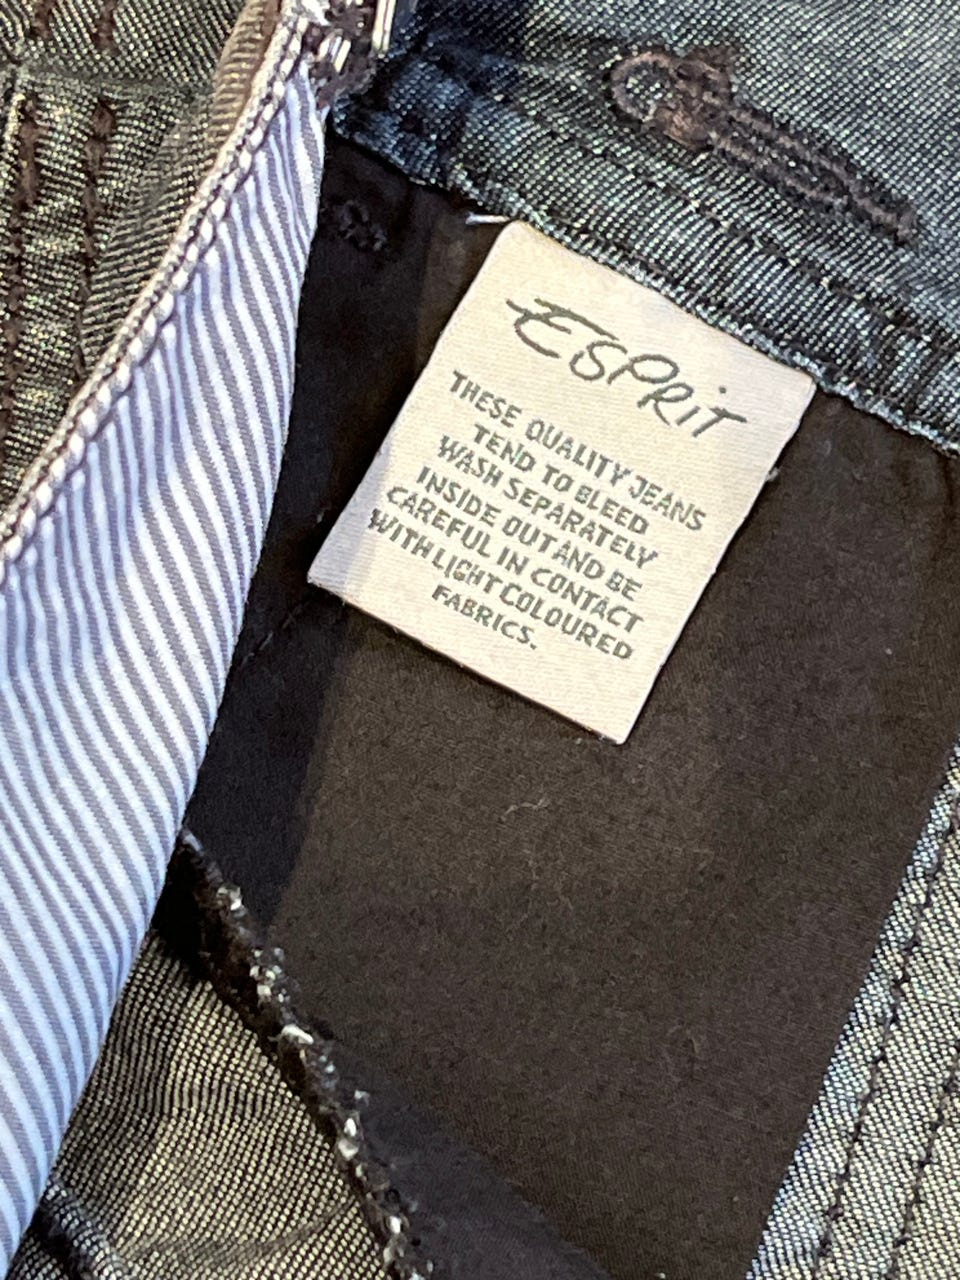 ESPRiT
THESE QUALITY JEANS
TEND TO BLEED
WASH SEPARATELY
INSIDE OUT AND BE
CAREFUL IN CONTACT
WITH LIGHT COLOURED
FABRICS.